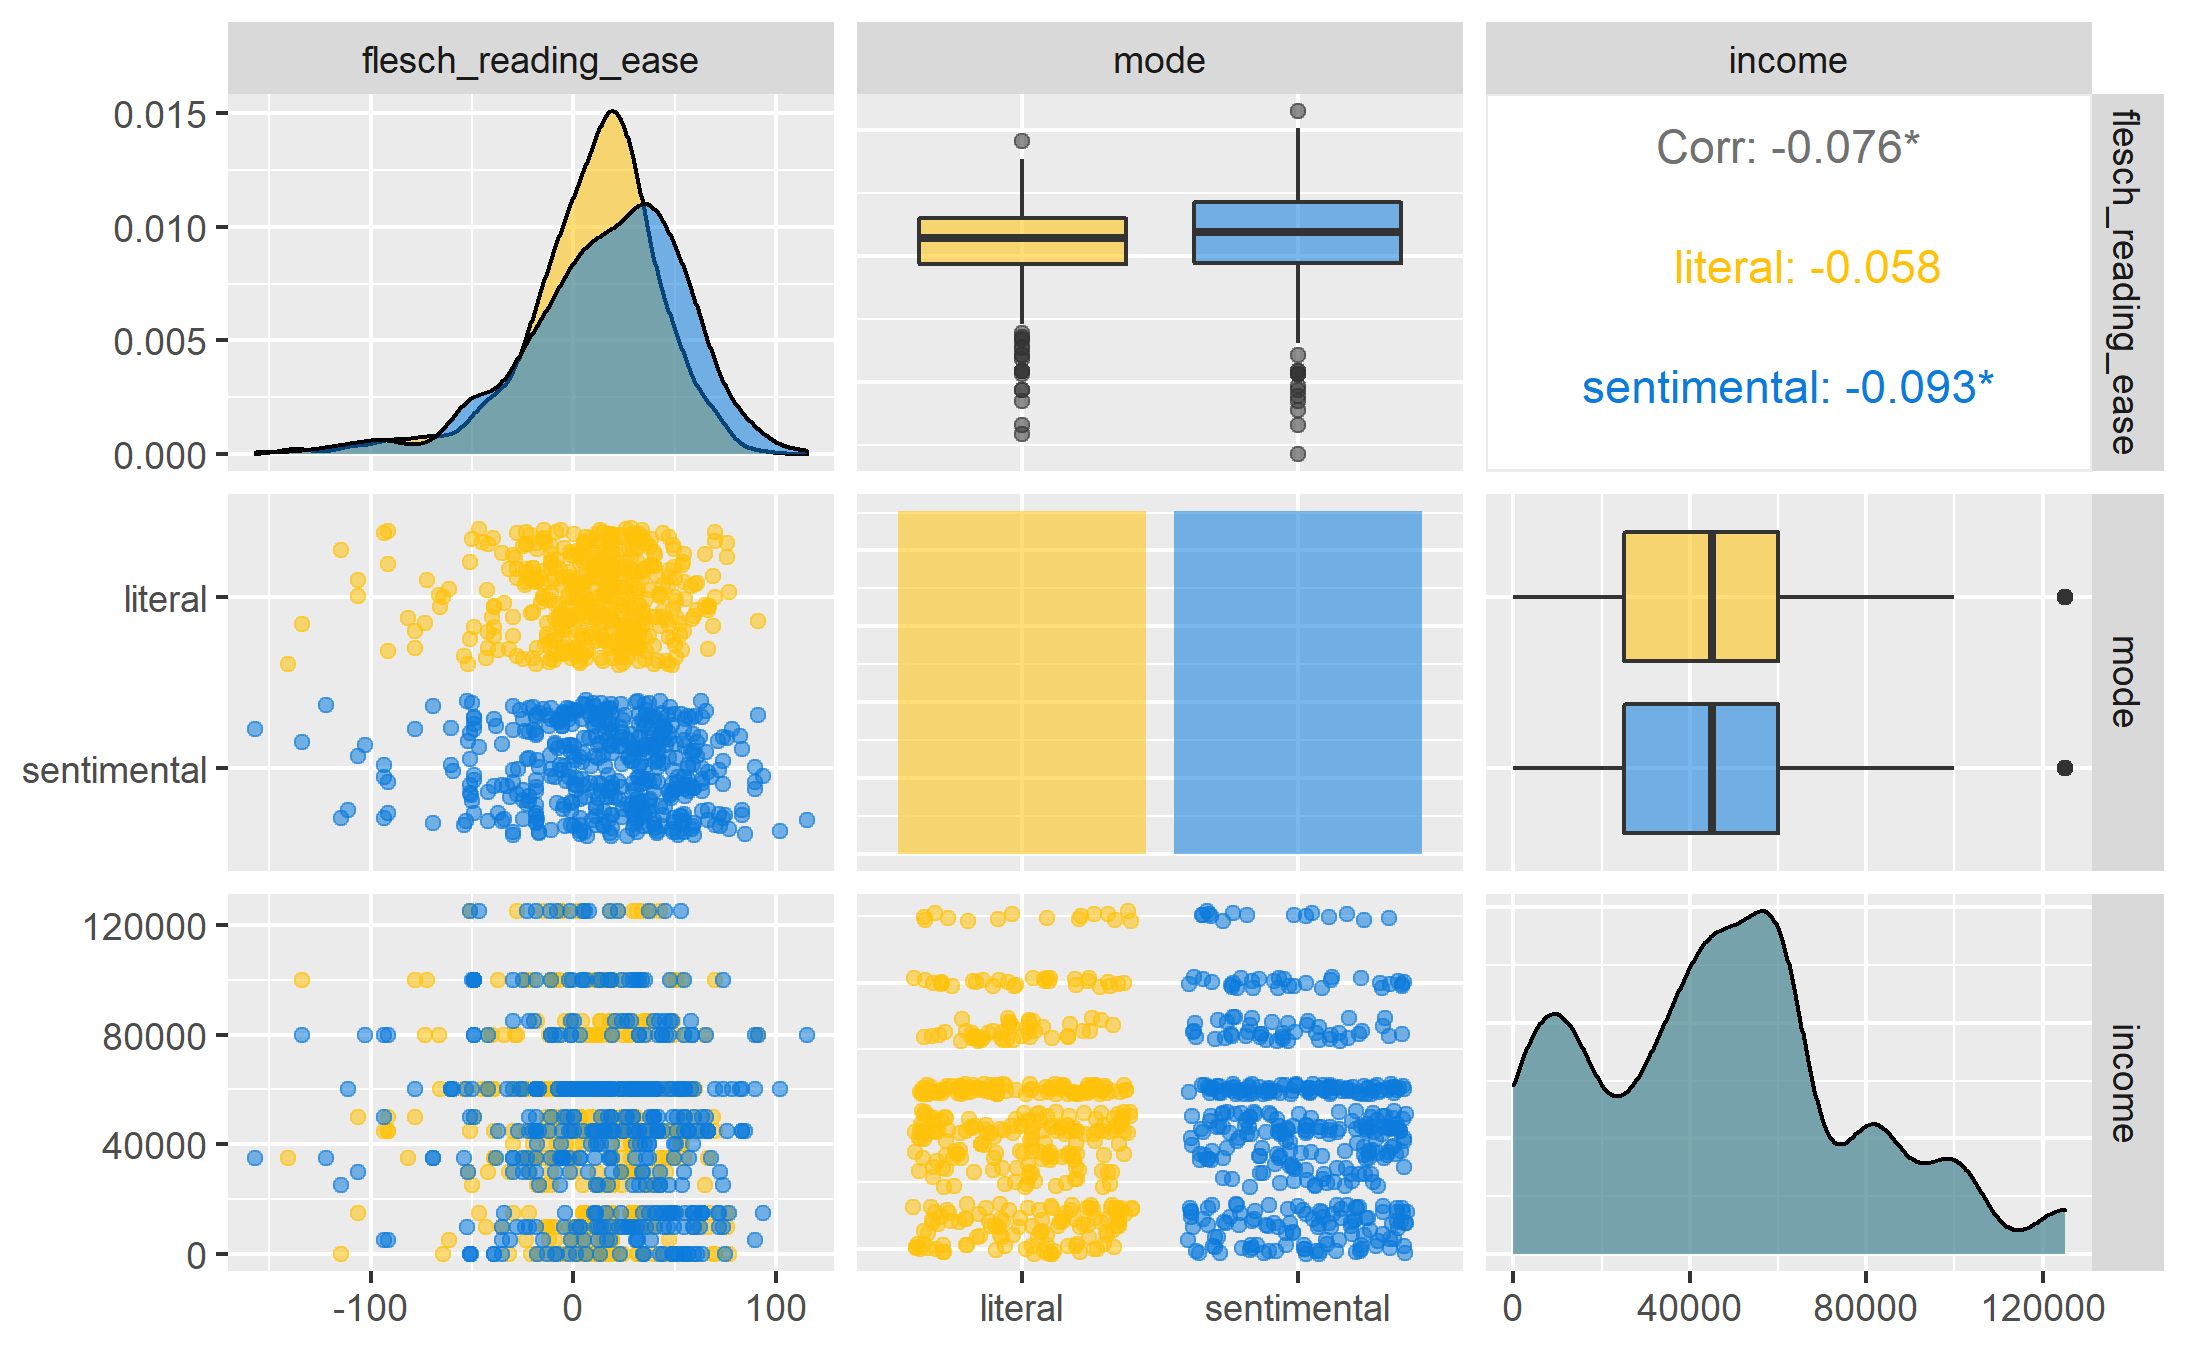 flesch_reading_ease
mode
income
0.015
0.010
0.005
0.000
Corr: -0.076*
literal: -0.058
sentimental: -0.093*
flesch_reading_ease
literal
sentimental
mode
120000
80000
40000
0
income
-100
0
100
literal
sentimental
0
40000
80000
120000